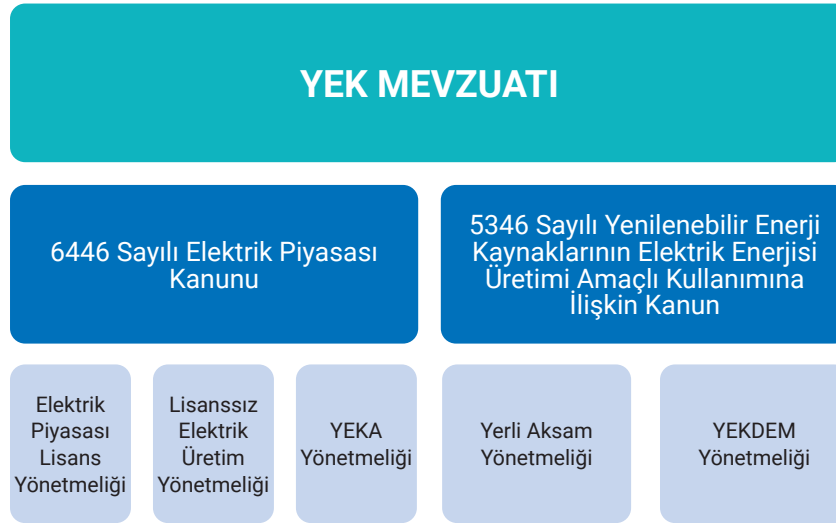 YEK MEVZUATI
6446 Sayılı Elektrik Piyasası
Kanunu
5346 Sayılı Yenilenebilir Enerji
Kaynaklarının Elektrik Enerjisi
Üretimi Amaçlı Kullanımına
İlişkin Kanun
Elektrik
Piyasası
Lisans
Yönetmeliği
Lisanssız
Elektrik
Üretim
Yönetmeliği
YEKA
Yönetmeliği
Yerli Aksam
Yönetmeliği
YEKDEM
Yönetmeliği